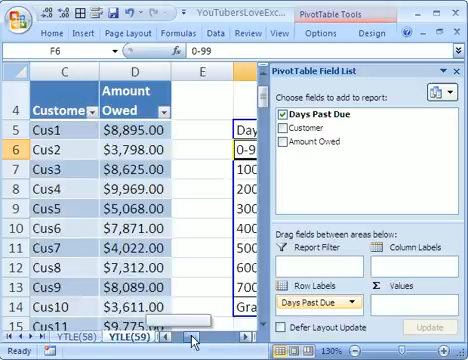 YouTubersLoveExc
PivotTable Tools
Home Insert Page Layout Formulas Data Review View Developer Options Design
F6 fx 0-99
C D E
4 Custome Amount Owed
5 Cus1 $8,895.00 Day
6 Cus2 $3,798.00 0-9
7 Cus3 $8,625.00 100
8 Cus4 $9,969.00 200
9 Cus5 $5,068.00 300
10 Cus6 $7,871.00 400
11 Cus7 $4,022.00 500
12 Cus8 $7,312.00 600
13 Cus9 $8,089.00 700
14 Cus10 $3,611.00 Gra
15 Cus11 $9,775.00
YTLE(58) YTLE(59)
PivotTable Field List
Choose fields to add to report:
Days Past Due
Customer
Amount Owed
Drag fields between areas below:
Report Filter Column Labels
Row Labels Σ Values
Days Past Due
Defer Layout Update Update
Ready 130%